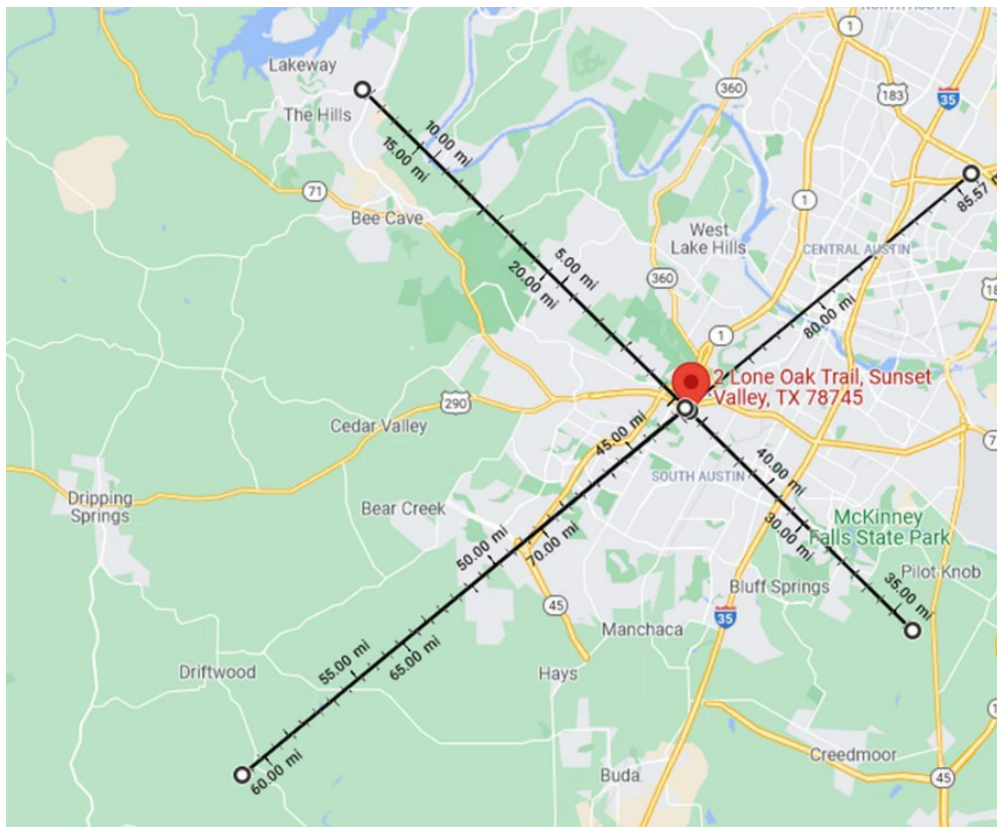 NORTH AUSTIN
1
Lakeway
360
183
35
The Hills
10.00 mi
15.00 mi
85.57
71
1
Bee Cave
West
Lake Hills
CENTRAL AUSTIN
5.00 mi
20.00 mi
360
80.00 mi
1
2 Lone Oak Trail, Sunset
Valley, TX 78745
290
Cedar Valley
45.00 mi
40.00 mi
SOUTH AUSTIN
Dripping
Springs
Bear Creek
30.00 mi
McKinney
Falls State Park
50.00 mi
70.00 mi
Bluff Springs
Pilot Knob
35.00 mi
45
35
Manchaca
55.00 mi
65.00 mi
Driftwood
Hays
60.00 mi
Creedmoor
Buda
45